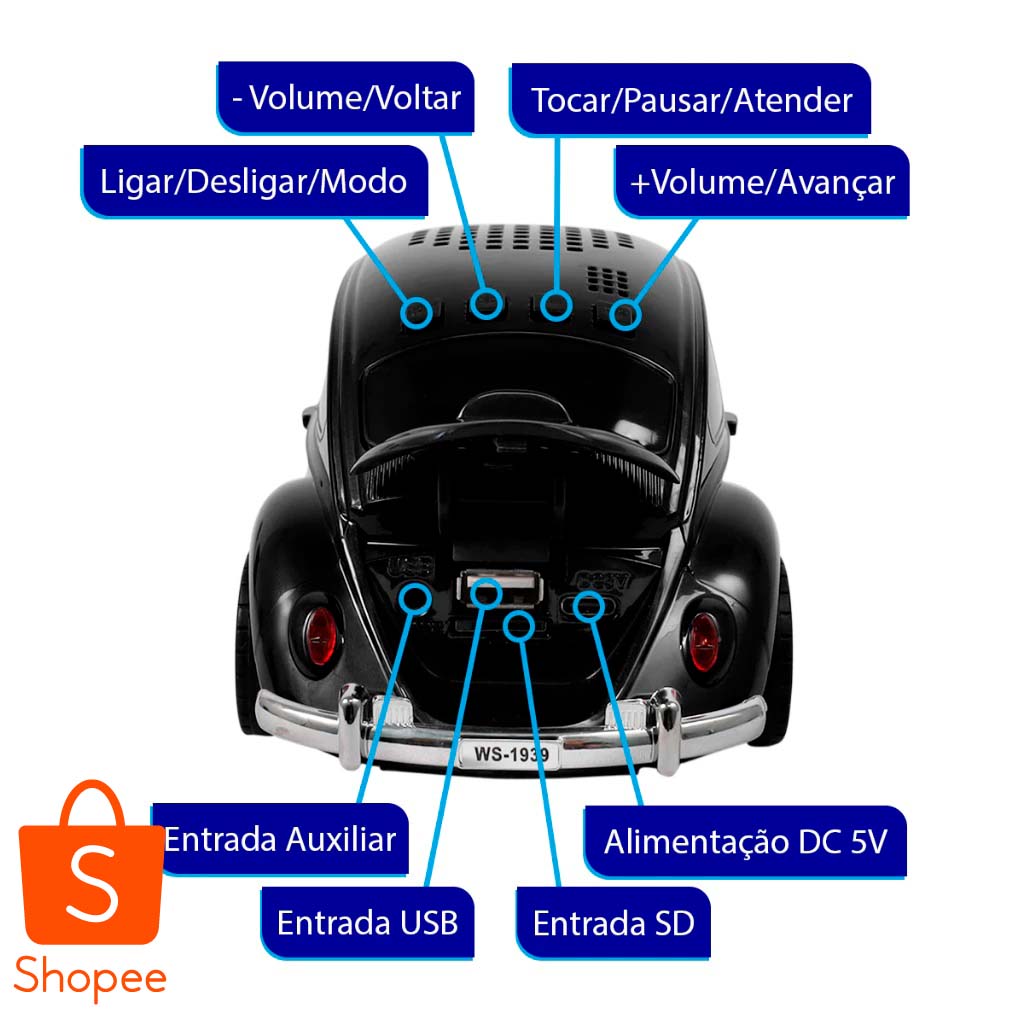 - Volume/Voltar
Tocar/Pausar/Atender
Ligar/Desligar/Modo
+Volume/Avançar
USB
DC5V
WS-1939
Entrada Auxiliar
Alimentação DC 5V
Entrada USB
Entrada SD
S
Shopee